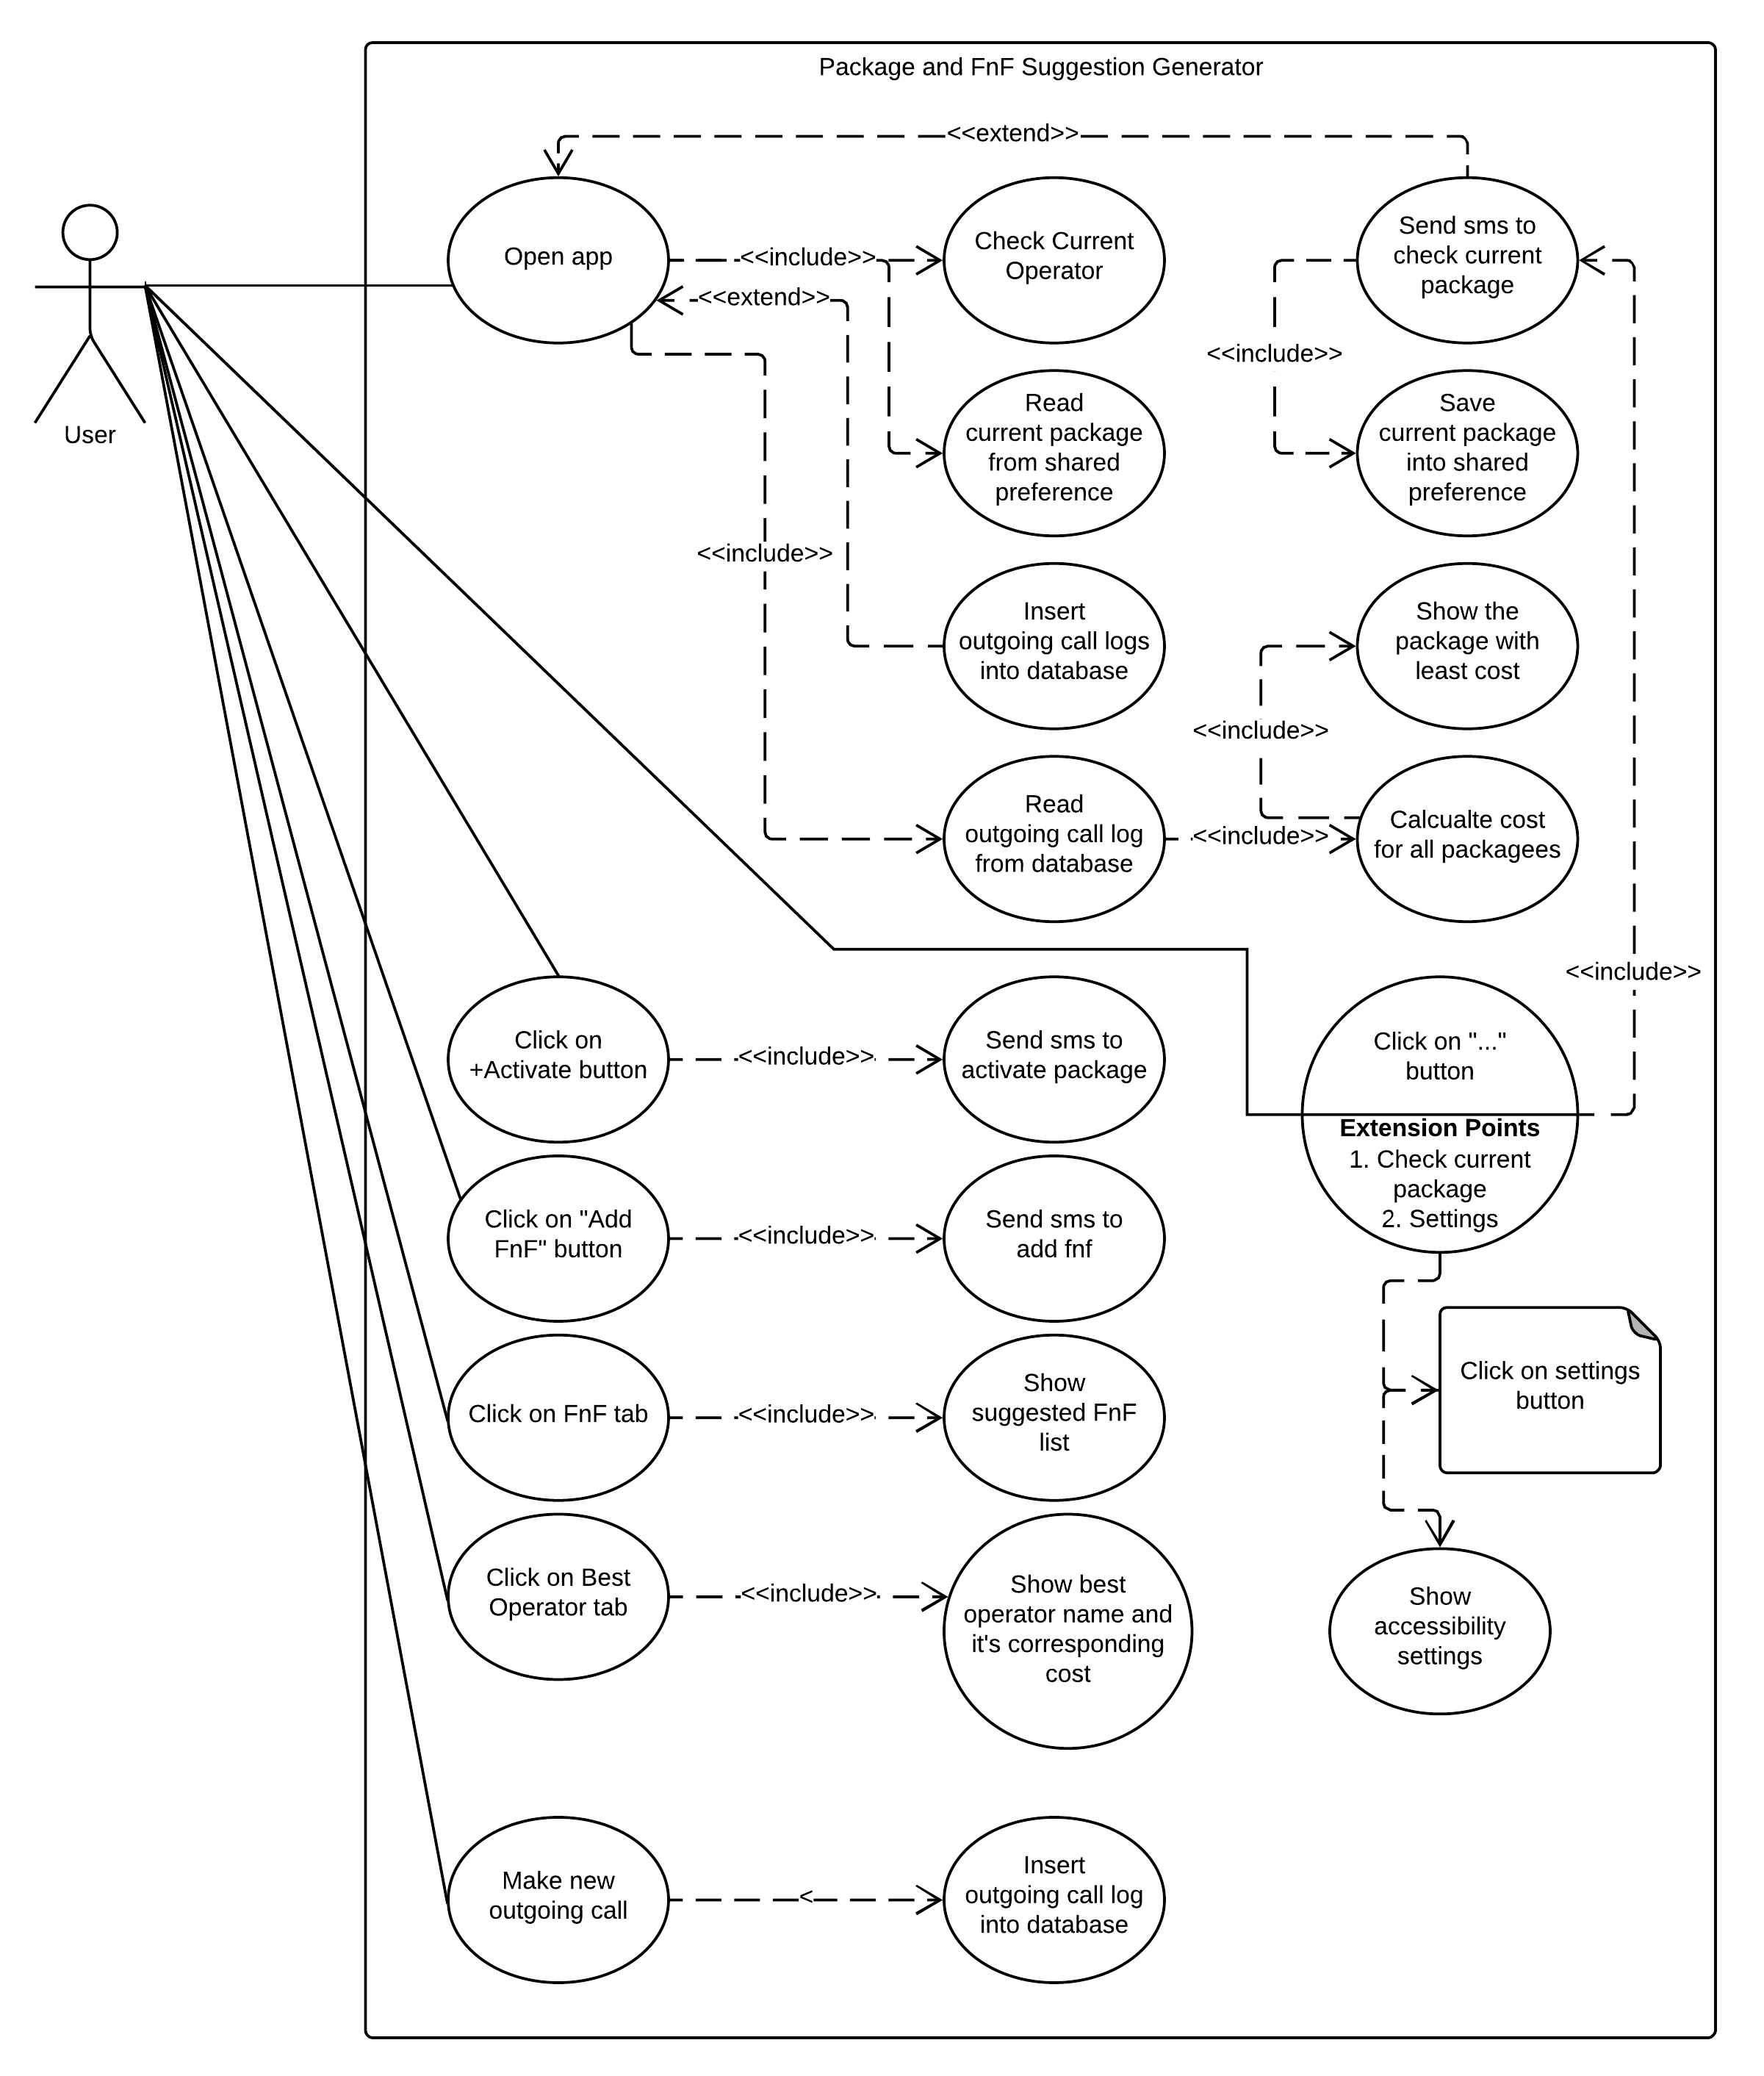 Package and FnF Suggestion Generator
<<extend>>
User
Open app
<<include>>
<<extend>>
Check Current
Operator
Send sms to
check current
package
<<include>>
Read
current package
from shared
preference
Save
current package
into shared
preference
<<include>>
Insert
outgoing call logs
into database
Show the
package with
least cost
<<include>>
Read
outgoing call log
from database
<<include>>
Calcualte cost
for all packagees
<<include>>
Click on
+Activate button
<<include>>
Send sms to
activate package
Click on "..."
button
Extension Points
1. Check current
package
2. Settings
Click on "Add
FnF" button
<<include>>
Send sms to
add fnf
Click on settings
button
Click on FnF tab
<<include>>
Show
suggested FnF
list
Click on Best
Operator tab
<<include>>
Show best
operator name and
it's corresponding
cost
Show
accessibility
settings
Make new
outgoing call
<
Insert
outgoing call log
into database